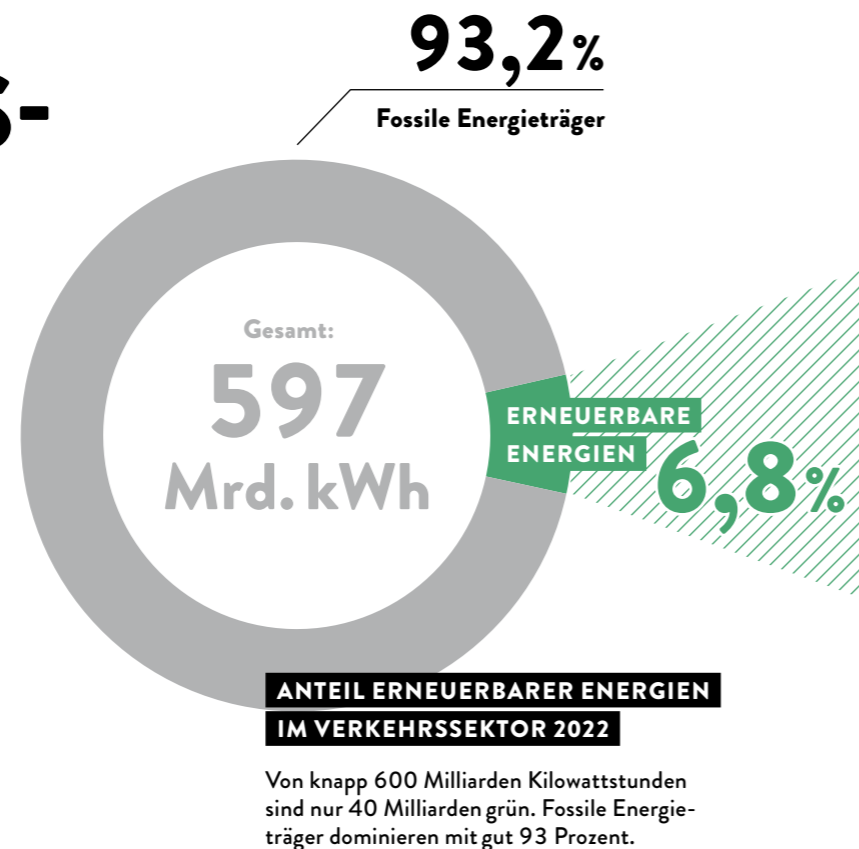 93,2%
Fossile Energieträger
Gesamt:
597
Mrd. kWh
ERNEUERBARE
ENERGIEN
6,8%
ANTEIL ERNEUERBARER ENERGIEN
IM VERKEHRSSEKTOR 2022
Von knapp 600 Milliarden Kilowattstunden
sind nur 40 Milliarden grün. Fossile Energie-
träger dominieren mit gut 93 Prozent.